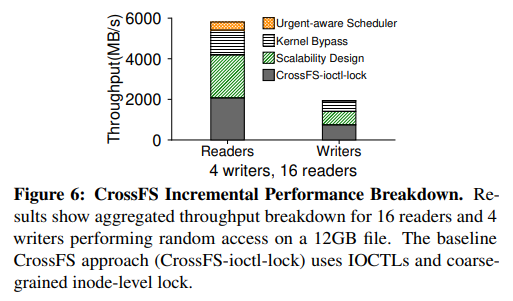 6000
4000
2000
0
Throughput(MB/s)
Urgent-aware Scheduler
Kernel Bypass
Scalability Design
CrossFS-ioctl-lock
Readers
Writers
4 writers, 16 readers
Figure 6: CrossFS Incremental Performance Breakdown. Re-
sults show aggregated throughput breakdown for 16 readers and 4
writers performing random access on a 12GB file. The baseline
CrossFS approach (CrossFS-ioctl-lock) uses IOCTLs and coarse-
grained inode-level lock.